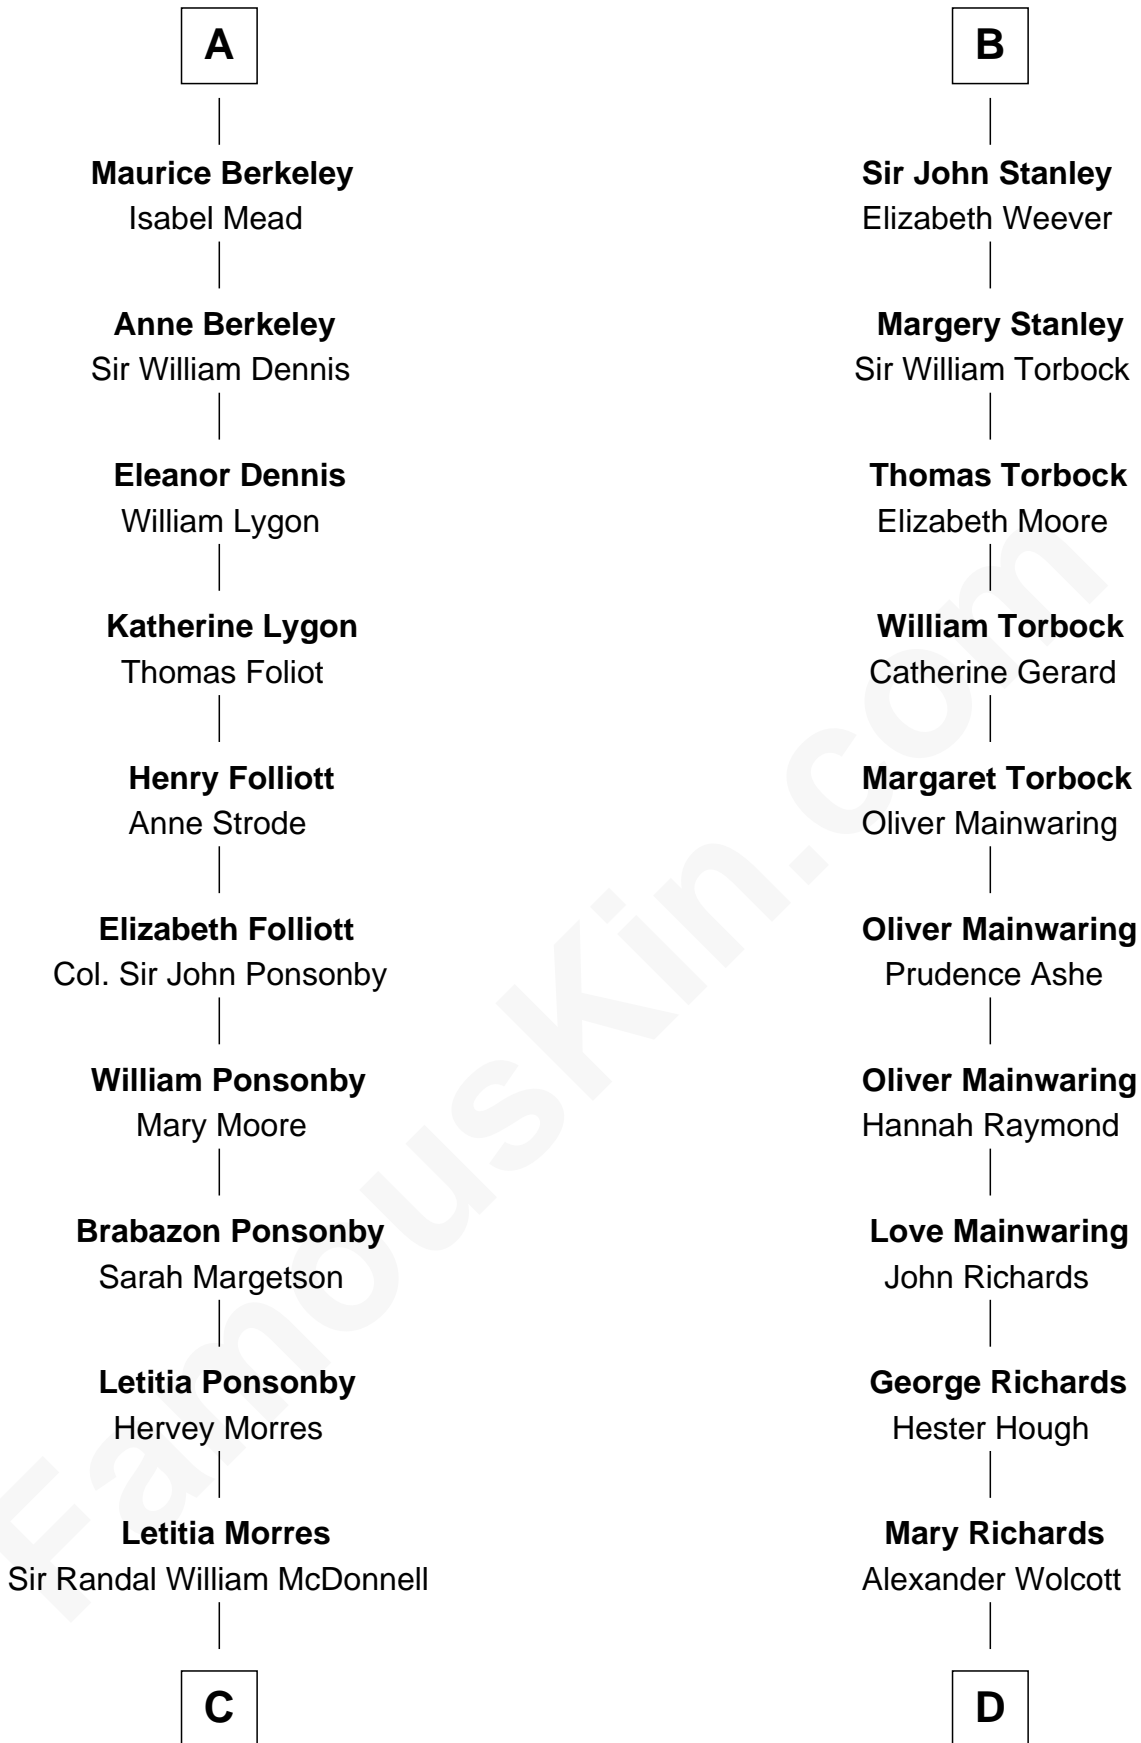 A
Maurice Berkeley
Isabel Mead
Anne Berkeley
Sir William Dennis
Eleanor Dennis
William Lygon
Katherine Lygon
Thomas Foliot
Henry Folliott
Anne Strode
Elizabeth Folliott
Col. Sir John Ponsonby
William Ponsonby
Mary Moore
Brabazon Ponsonby
Sarah Margetson
Letitia Ponsonby
Hervey Morres
Letitia Morres
Sir Randal William McDonnell
C
B
Sir John Stanley
Elizabeth Weever
Margery Stanley
Sir William Torbock
Thomas Torbock
Elizabeth Moore
William Torbock
Catherine Gerard
Margaret Torbock
Oliver Mainwaring
Oliver Mainwaring
Prudence Ashe
Oliver Mainwaring
Hannah Raymond
Love Mainwaring
John Richards
George Richards
Hester Hough
Mary Richards
Alexander Wolcott
D
FamousKin.com